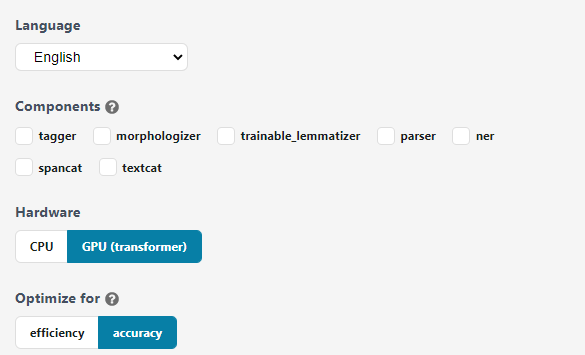 Language
English
Components ?
tagger morphologizer trainable_lemmatizer parser ner
spancat textcat
Hardware
CPU GPU (transformer)
Optimize for ?
efficiency accuracy